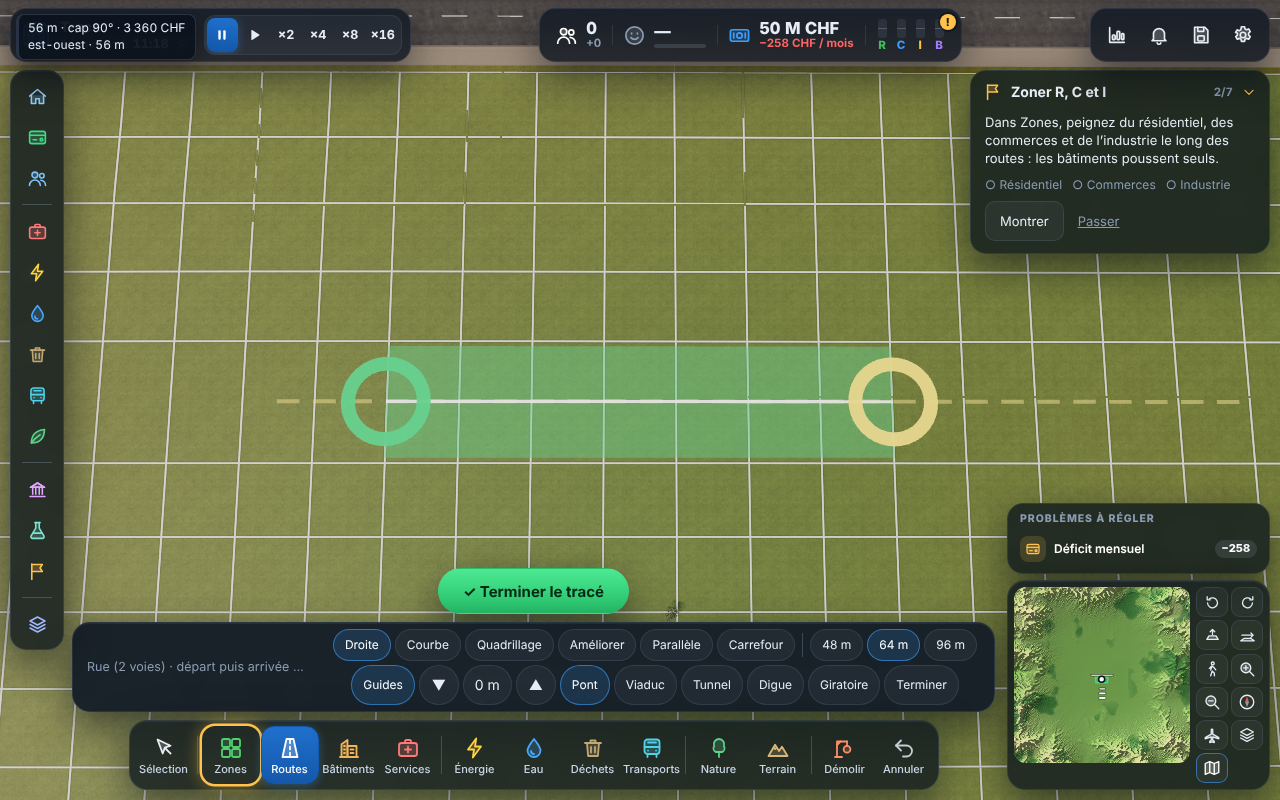 56 m · cap 90° · 3 360 CHF
est-ouest · 56 m
×2 ×4 ×8 ×16
0
+0
—
50 M CHF
−258 CHF / mois
R C I B
!
Zoner R, C et I 2/7
Dans Zones, peignez du résidentiel, des
commerces et de l’industrie le long des
routes : les bâtiments poussent seuls.
Résidentiel Commerces Industrie
Montrer Passer
PROBLÈMES À RÉGLER
Déficit mensuel −258
✓ Terminer le tracé
Rue (2 voies) · départ puis arrivée ...
Droite Courbe Quadrillage Améliorer Parallèle Carrefour 48 m 64 m 96 m
Guides ▼ 0 m ▲ Pont Viaduc Tunnel Digue Giratoire Terminer
Sélection Zones Routes Bâtiments Services Énergie Eau Déchets Transports Nature Terrain Démolir Annuler